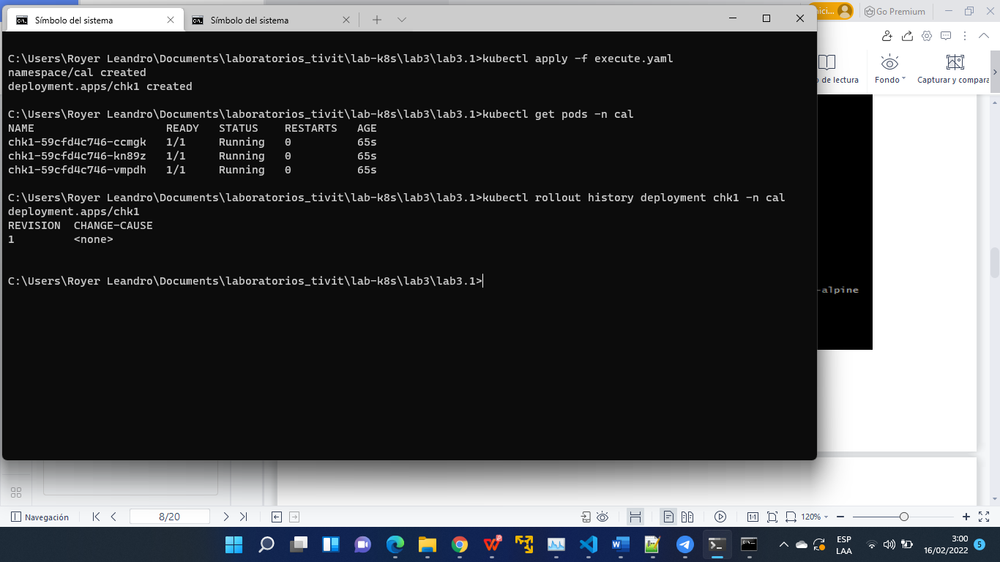 Símbolo del sistema
Símbolo del sistema
nici...
Go Premium
C:\Users\Royer Leandro\Documents\laboratorios_tivit\lab-k8s\lab3\lab3.1>kubectl apply -f execute.yaml
namespace/cal created
deployment.apps/chk1 created
o de lectura
Fondo
Capturar y compara
C:\Users\Royer Leandro\Documents\laboratorios_tivit\lab-k8s\lab3\lab3.1>kubectl get pods -n cal
NAME READY STATUS RESTARTS AGE
chk1-59cfd4c746-ccmgk 1/1 Running 0 65s
chk1-59cfd4c746-kn89z 1/1 Running 0 65s
chk1-59cfd4c746-vmpdh 1/1 Running 0 65s
C:\Users\Royer Leandro\Documents\laboratorios_tivit\lab-k8s\lab3\lab3.1>kubectl rollout history deployment chk1 -n cal
deployment.apps/chk1
REVISION CHANGE-CAUSE
1 <none>
C:\Users\Royer Leandro\Documents\laboratorios_tivit\lab-k8s\lab3\lab3.1>
-alpine
Navegación
8/20
1:1
120%
ESP
LAA
3:00
16/02/2022
5